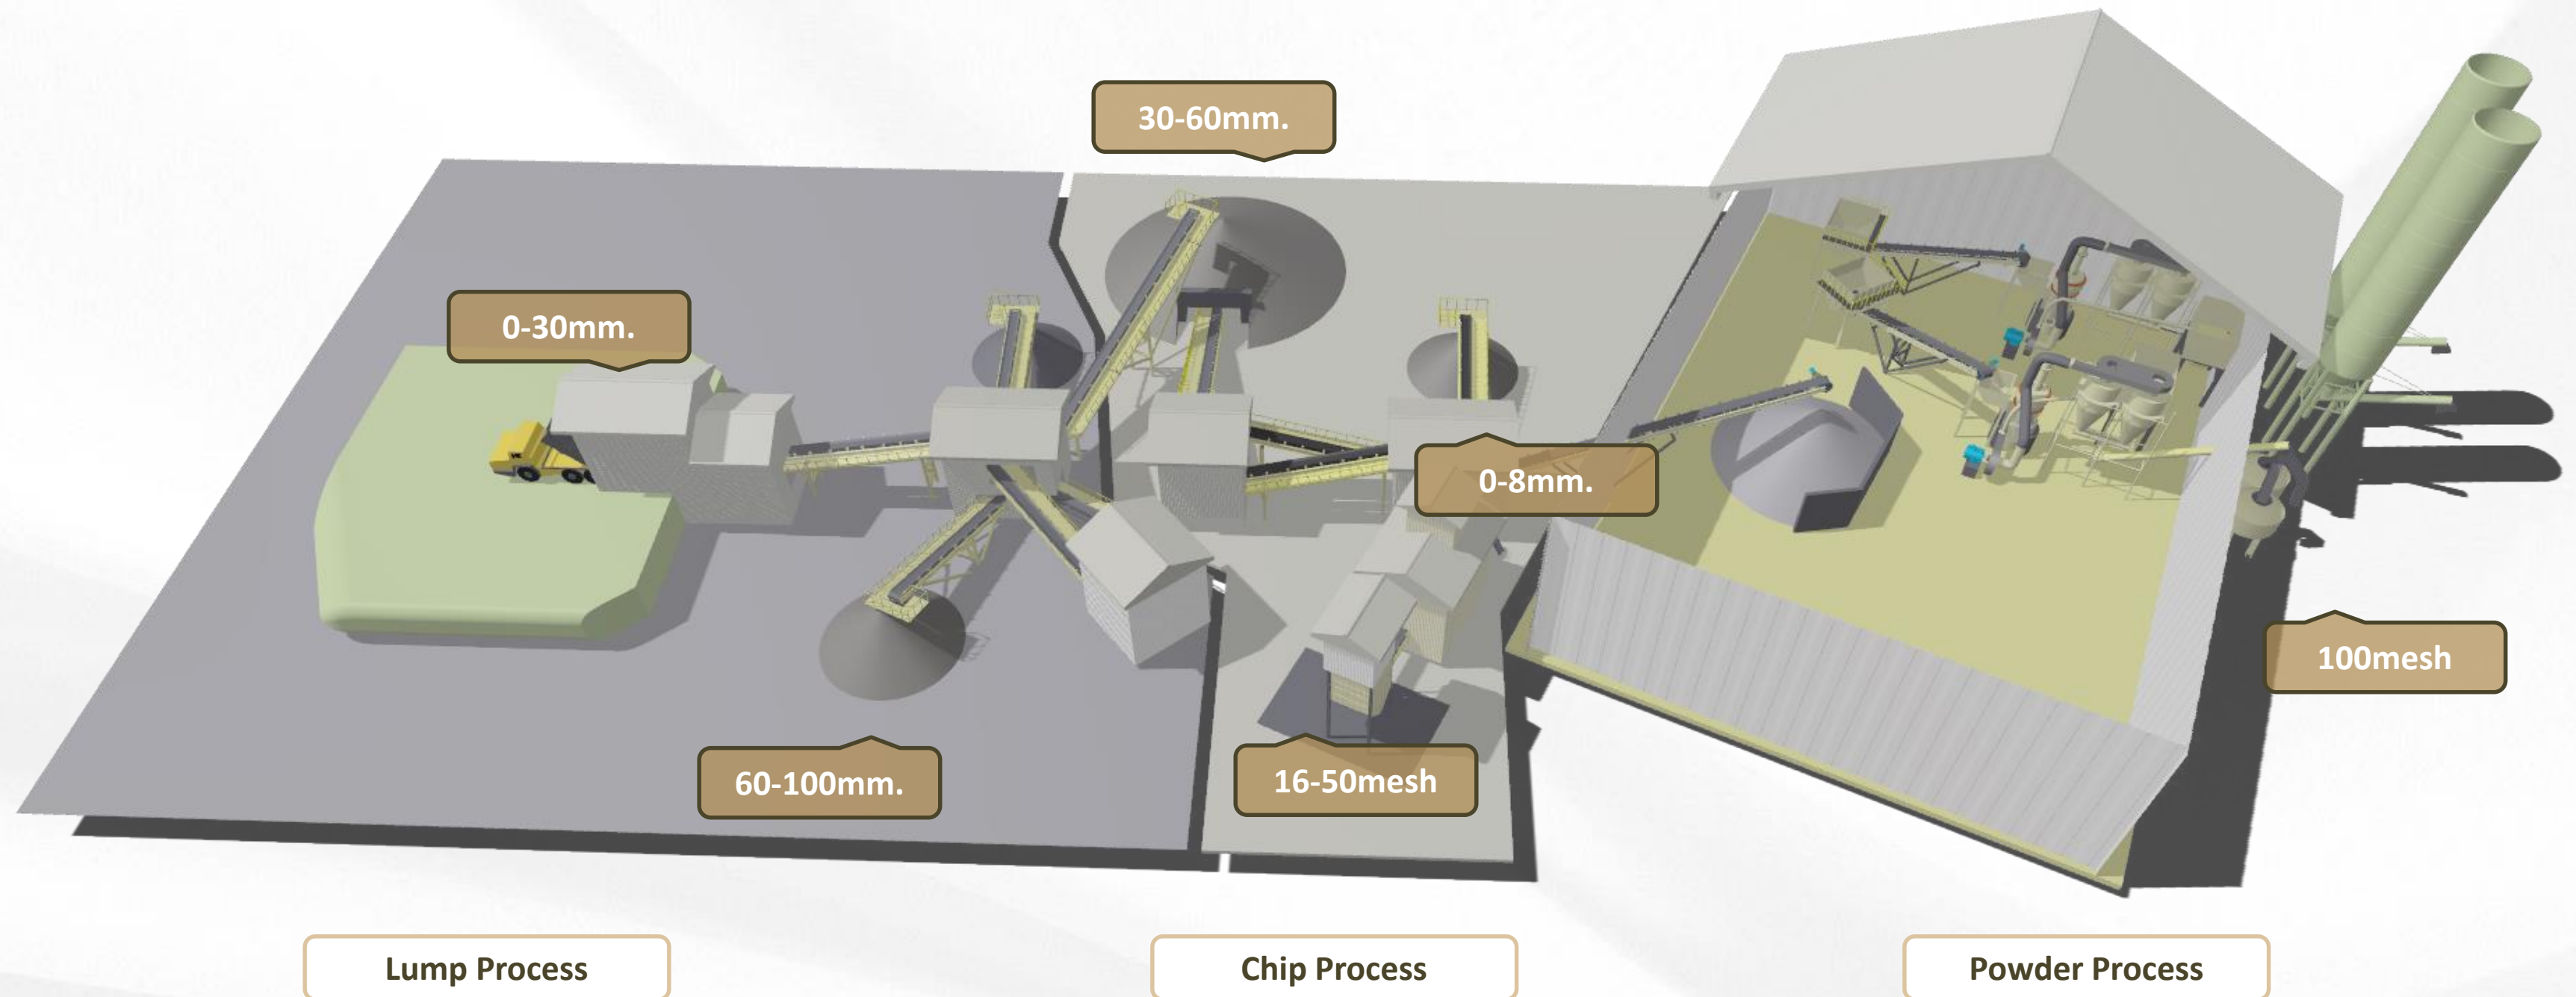 30-60mm.
0-30mm.
0-8mm.
100mesh
60-100mm.
16-50mesh
Lump Process
Chip Process
Powder Process